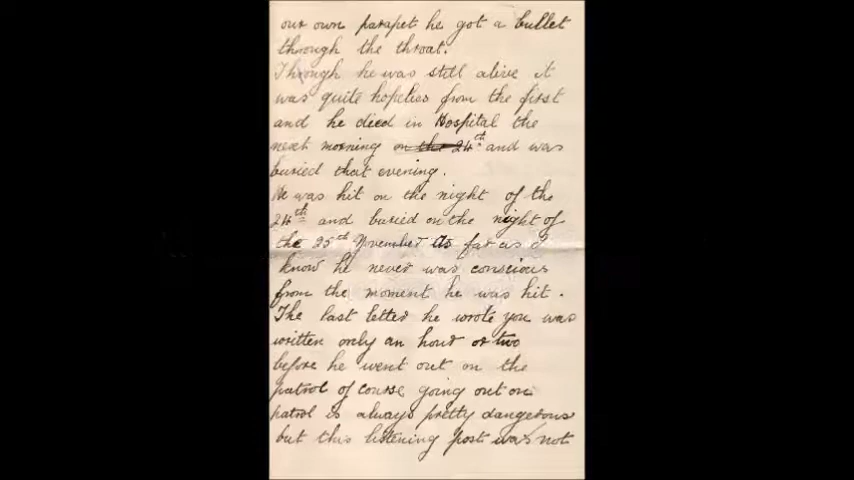 our own parapet he got a bullet
through the throat.
Though he was still alive it
was quite hopeless from the first
and he died in Hospital the
next morning on the 24th and was
buried that evening.
He was hit on the night of the
24th and buried on the night of
the 25th November As far as I
know he never was conscious
from the moment he was hit.
The last letter he wrote you was
written only an hour or two
before he went out on the
patrol of course going out on
patrol is always pretty dangerous
but this listening post was not